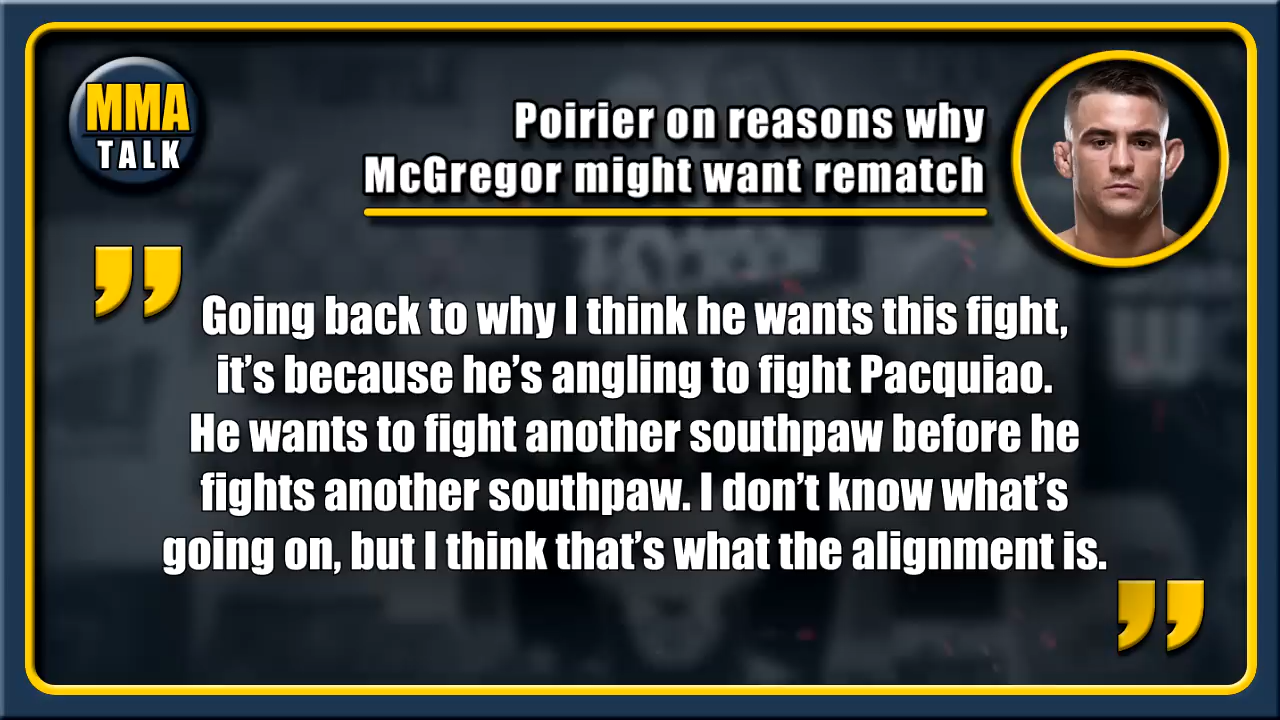 MMA
TALK
Poirier on reasons why
McGregor might want rematch
Going back to why I think he wants this fight,
it’s because he’s angling to fight Pacquiao.
He wants to fight another southpaw before he
fights another southpaw. I don’t know what’s
going on, but I think that’s what the alignment is.